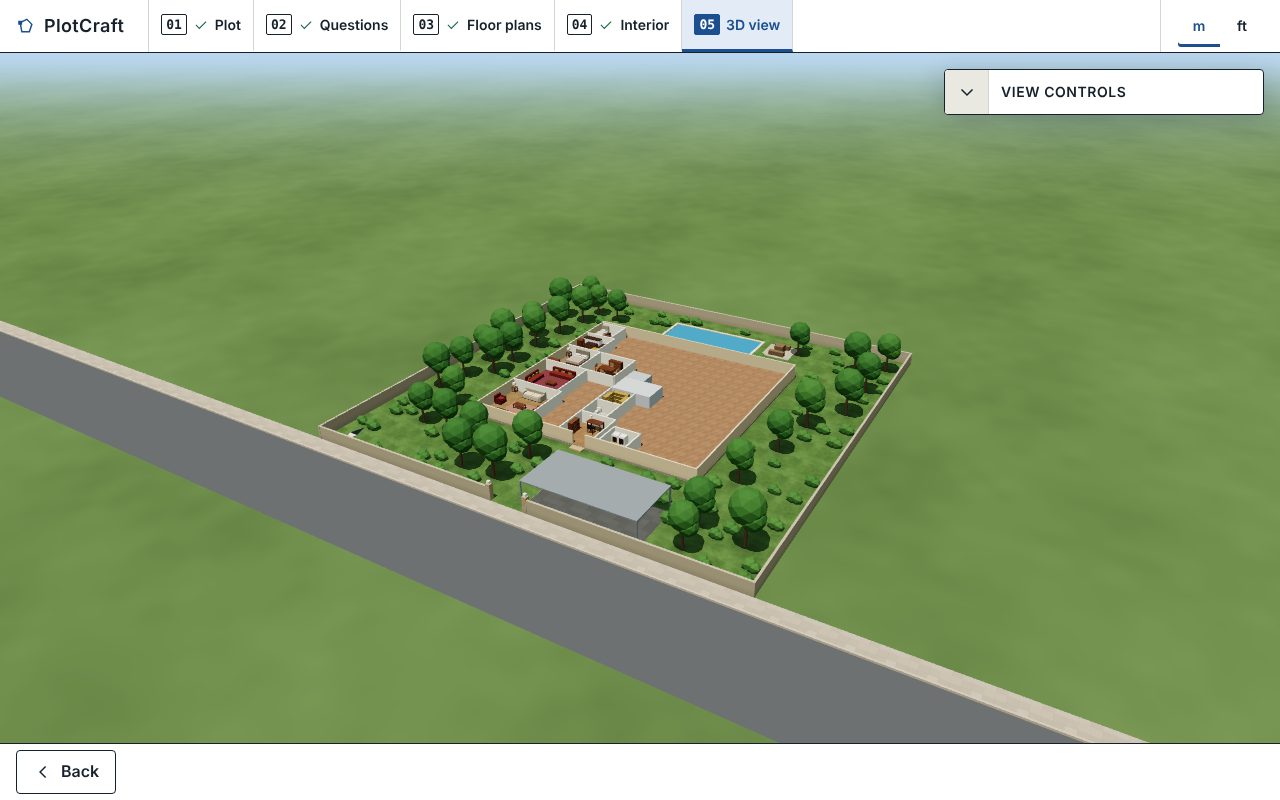 PlotCraft
01 Plot
02 Questions
03 Floor plans
04 Interior
05 3D view
m
ft
VIEW CONTROLS
Back